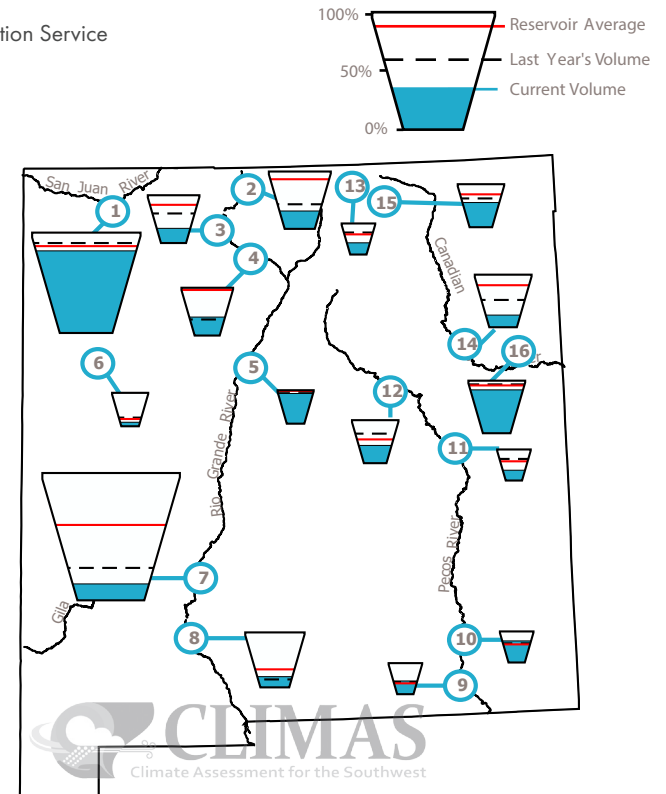 tion Service
100%
50%
0%
Reservoir Average
Last Year's Volume
Current Volume
San Juan River
1
2
3
4
13
15
Canadian
14
16
er
6
5
12
11
Rio Grande River
Pecos River
7
Gila
8
10
9
CLIMAS
Climate Assessment for the Southwest